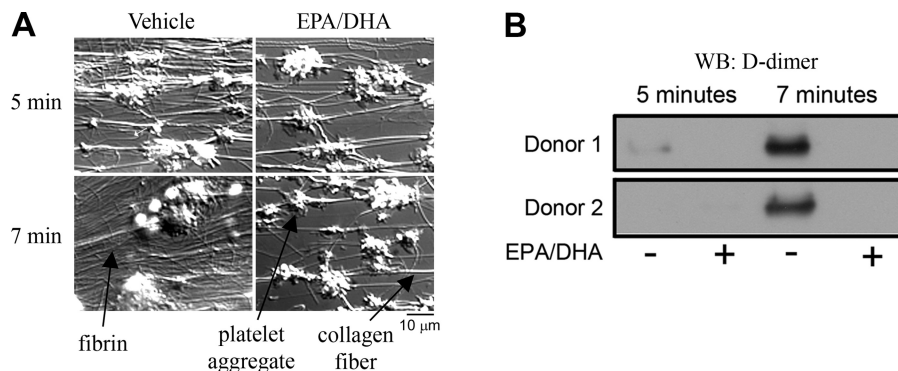 A
Vehicle EPA/DHA
5 min
7 min
fibrin
platelet
aggregate
collagen
fiber
10 μm
B
WB: D-dimer
5 minutes 7 minutes
Donor 1
Donor 2
EPA/DHA - + - +